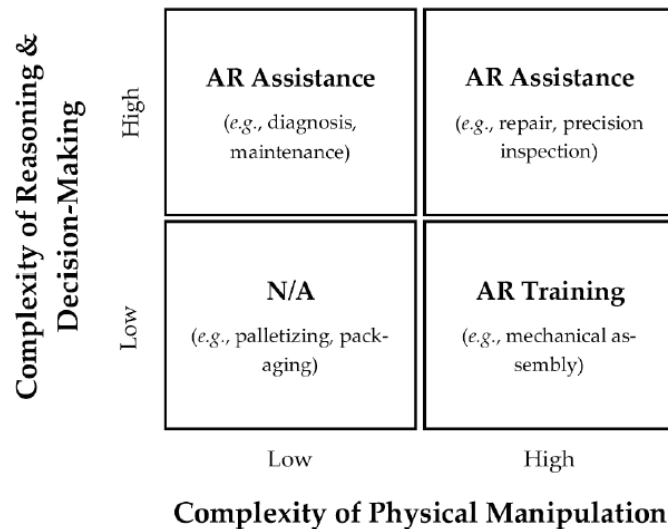 Complexity of Reasoning &
Decision-Making
High
AR Assistance
(e.g., diagnosis,
maintenance)
AR Assistance
(e.g., repair, precision
inspection)
Low
N/A
(e.g., palletizing, pack-
aging)
AR Training
(e.g., mechanical as-
sembly)
Low
High
Complexity of Physical Manipulation